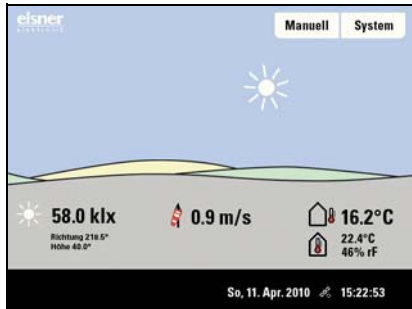 elsner
elektronik
Manuell
System
58.0 klx
0.9 m/s
16.2°C
Richtung 218.5°
Höhe 40.0°
22.4°C
46% rF
So, 11. Apr. 2010
15:22:53